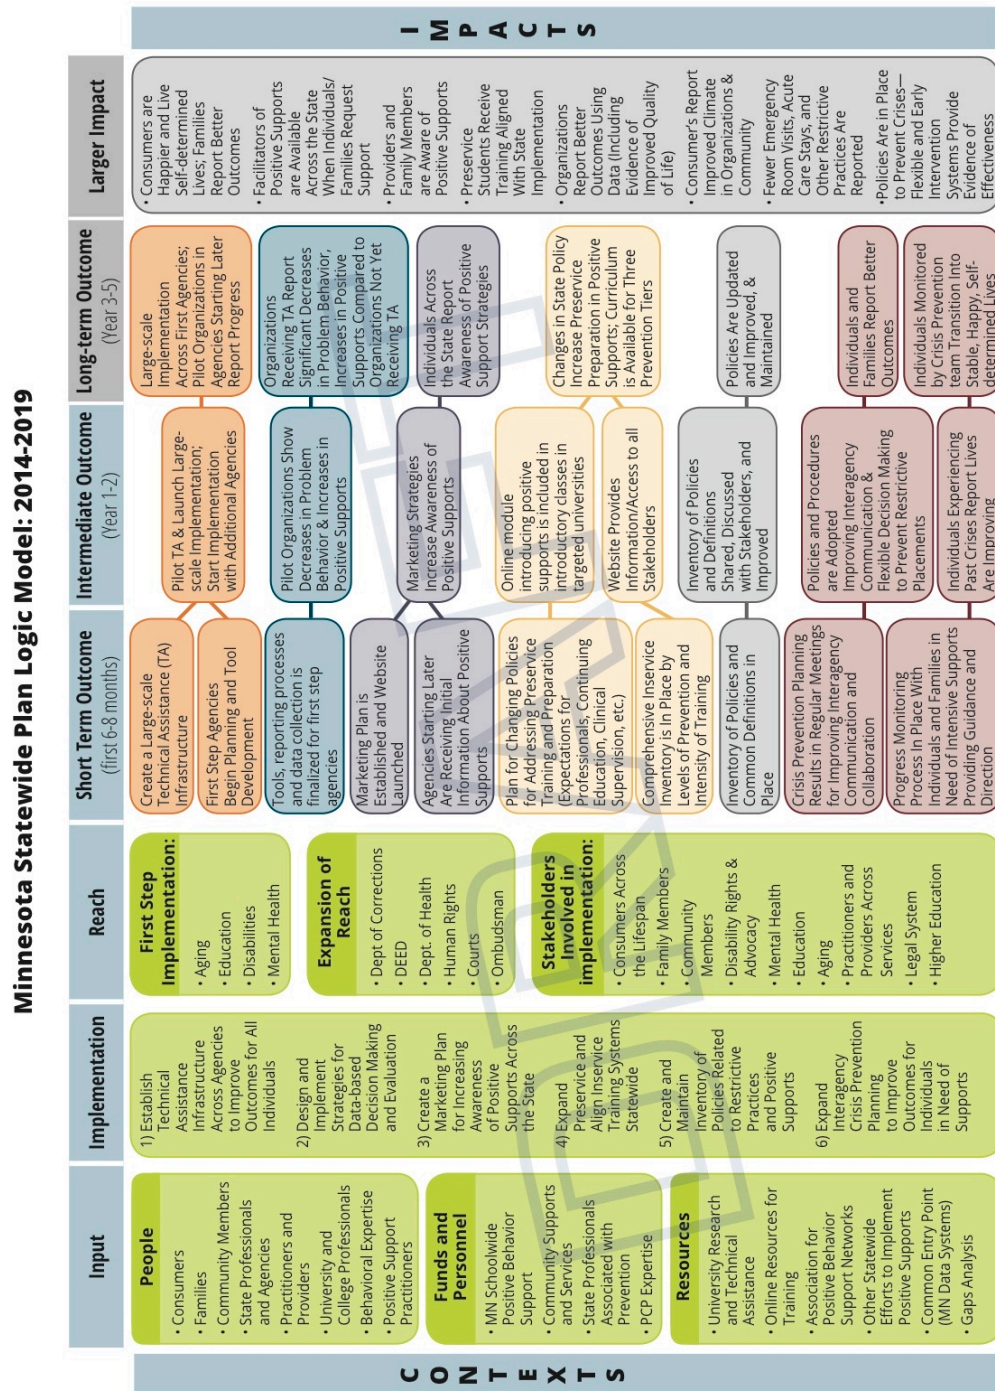 Minnesota Statewide Plan Logic Model: 2014-2019
CONTEXTS
Input
People
• Consumers
• Families
• Community Members
• State Professionals
and Agencies
• Practitioners and
Providers
• University and
College Professionals
• Behavioral Expertise
• Positive Support
Practitioners
Funds and
Personnel
• MN Schoolwide
Positive Behavior
Support
• Community Supports
and Services
• State Professionals
Associated with
Prevention
• PCP Expertise
Resources
• University Research
and Technical
Assistance
• Online Resources for
Training
• Association for
Positive Behavior
Support Networks
• Other Statewide
Efforts to Implement
Positive Supports
• Common Entry Point
(MN Data Systems)
• Gaps Analysis
Implementation
1) Establish
Technical
Assistance
Infrastructure
Across Agencies
to Improve
Outcomes for All
Individuals
2) Design and
Implement
Strategies for
Data-based
Decision Making
and Evaluation
3) Create a
Marketing Plan
for Increasing
Awareness
of Positive
Supports Across
the State
4) Expand
Preservice and
Align Inservice
Training Systems
Statewide
5) Create and
Maintain
Inventory of
Policies Related
to Restrictive
Practices
and Positive
Supports
6) Expand
Interagency
Crisis Prevention
Planning
to Improve
Outcomes for
Individuals
in Need of
Supports
Reach
First Step
Implementation:
• Aging
• Education
• Disabilities
• Mental Health
Expansion of
Reach
• Dept of Corrections
• DEED
• Dept. of Health
• Human Rights
• Courts
• Ombudsman
Stakeholders
Involved in
implementation:
• Consumers Across
the Lifespan
• Family Members
• Community
Members
• Disability Rights &
Advocacy
• Mental Health
• Education
• Aging
• Practitioners and
Providers Across
Services
• Legal System
• Higher Education
Short Term Outcome
(first 6-8 months)
Create a Large-scale
Technical Assistance (TA)
Infrastructure
First Step Agencies
Begin Planning and Tool
Development
Tools, reporting processes
and data collection is
finalized for first step
agencies
Marketing Plan is
Established and Website
Launched
Agencies Starting Later
Are Receiving Initial
Information About Positive
Supports
Plan for Changing Policies
for Addressing Preservice
Training and Preparation
(Expectations for
Professionals, Continuing
Education, Clinical
Supervision, etc.)
Comprehensive Inservice
Inventory is In Place by
Levels of Prevention and
Intensity of Training
Inventory of Policies and
Common Definitions in
Place
Crisis Prevention Planning
Results in Regular Meetings
for Improving Interagency
Communication and
Collaboration
Progress Monitoring
Process In Place With
Individuals and Families in
Need of Intensive Supports
Providing Guidance and
Direction
Intermediate Outcome
(Year 1-2)
Pilot TA & Launch Large-
scale Implementation;
Start Implementation
with Additional Agencies
Pilot Organizations Show
Decreases in Problem
Behavior & Increases in
Positive Supports
Marketing Strategies
Increase Awareness of
Positive Supports
Online module
introducing positive
supports is included in
introductory classes in
targeted universities
Website Provides
Information/Access to all
Stakeholders
Inventory of Policies
and Definitions
Shared, Discussed
with Stakeholders, and
Improved
Policies and Procedures
are Adopted
Improving Interagency
Communication &
Flexible Decision Making
to Prevent Restrictive
Placements
Individuals Experiencing
Past Crises Report Lives
Are Improving
Long-term Outcome
(Year 3-5)
Large-scale
Implementation
Across First Agencies;
Pilot Organizations in
Agencies Starting Later
Report Progress
Organizations
Receiving TA Report
Significant Decreases
in Problem Behavior,
Increases in Positive
Supports Compared to
Organizations Not Yet
Receiving TA
Individuals Across
the State Report
Awareness of Positive
Support Strategies
Changes in State Policy
Increase Preservice
Preparation in Positive
Supports; Curriculum
is Available for Three
Prevention Tiers
Policies Are Updated
and Improved, &
Maintained
Individuals and
Families Report Better
Outcomes
Individuals Monitored
by Crisis Prevention
team Transition Into
Stable, Happy, Self-
determined Lives
Larger Impact
• Consumers are
Happier and Live
Self-determined
Lives; Families
Report Better
Outcomes
• Facilitators of
Positive Supports
are Available
Across the State
When Individuals/
Families Request
Support
• Providers and
Family Members
are Aware of
Positive Supports
• Preservice
Students Receive
Training Aligned
With State
Implementation
• Organizations
Report Better
Outcomes Using
Data (Including
Evidence of
Improved Quality
of Life)
• Consumer's Report
Improved Climate
in Organizations &
Community
• Fewer Emergency
Room Visits, Acute
Care Stays, and
Other Restrictive
Practices Are
Reported
•Policies Are in Place
to Prevent Crises—
Flexible and Early
Intervention
Systems Provide
Evidence of
Effectiveness
IMPACTS
DRAFT